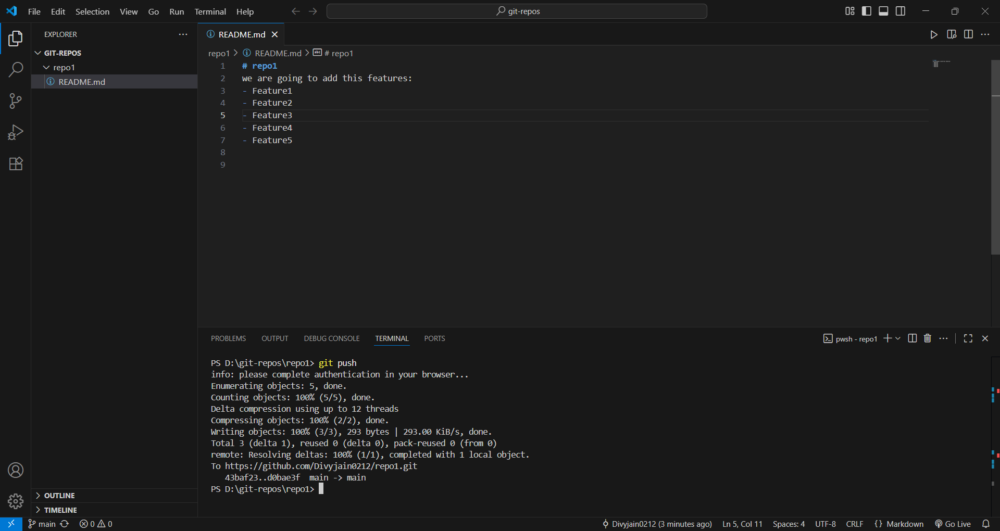 File Edit Selection View Go Run Terminal Help git-repos
EXPLORER
GIT-REPOS
repo1
README.md
README.md
repo1 > README.md > abc # repo1
1 # repo1
2 we are going to add this features:
3 - Feature1
4 - Feature2
5 - Feature3
6 - Feature4
7 - Feature5
8
9
PROBLEMS OUTPUT DEBUG CONSOLE TERMINAL PORTS pwsh - repo1
PS D:\git-repos\repo1> git push
info: please complete authentication in your browser...
Enumerating objects: 5, done.
Counting objects: 100% (5/5), done.
Delta compression using up to 12 threads
Compressing objects: 100% (2/2), done.
Writing objects: 100% (3/3), 293 bytes | 293.00 KiB/s, done.
Total 3 (delta 1), reused 0 (delta 0), pack-reused 0 (from 0)
remote: Resolving deltas: 100% (1/1), completed with 1 local object.
To https://github.com/Divyjain0212/repo1.git
43baf23..d0bae3f main -> main
PS D:\git-repos\repo1>
OUTLINE
TIMELINE
main 0 0 Divyjain0212 (3 minutes ago) Ln 5, Col 11 Spaces: 4 UTF-8 CRLF {} Markdown Go Live